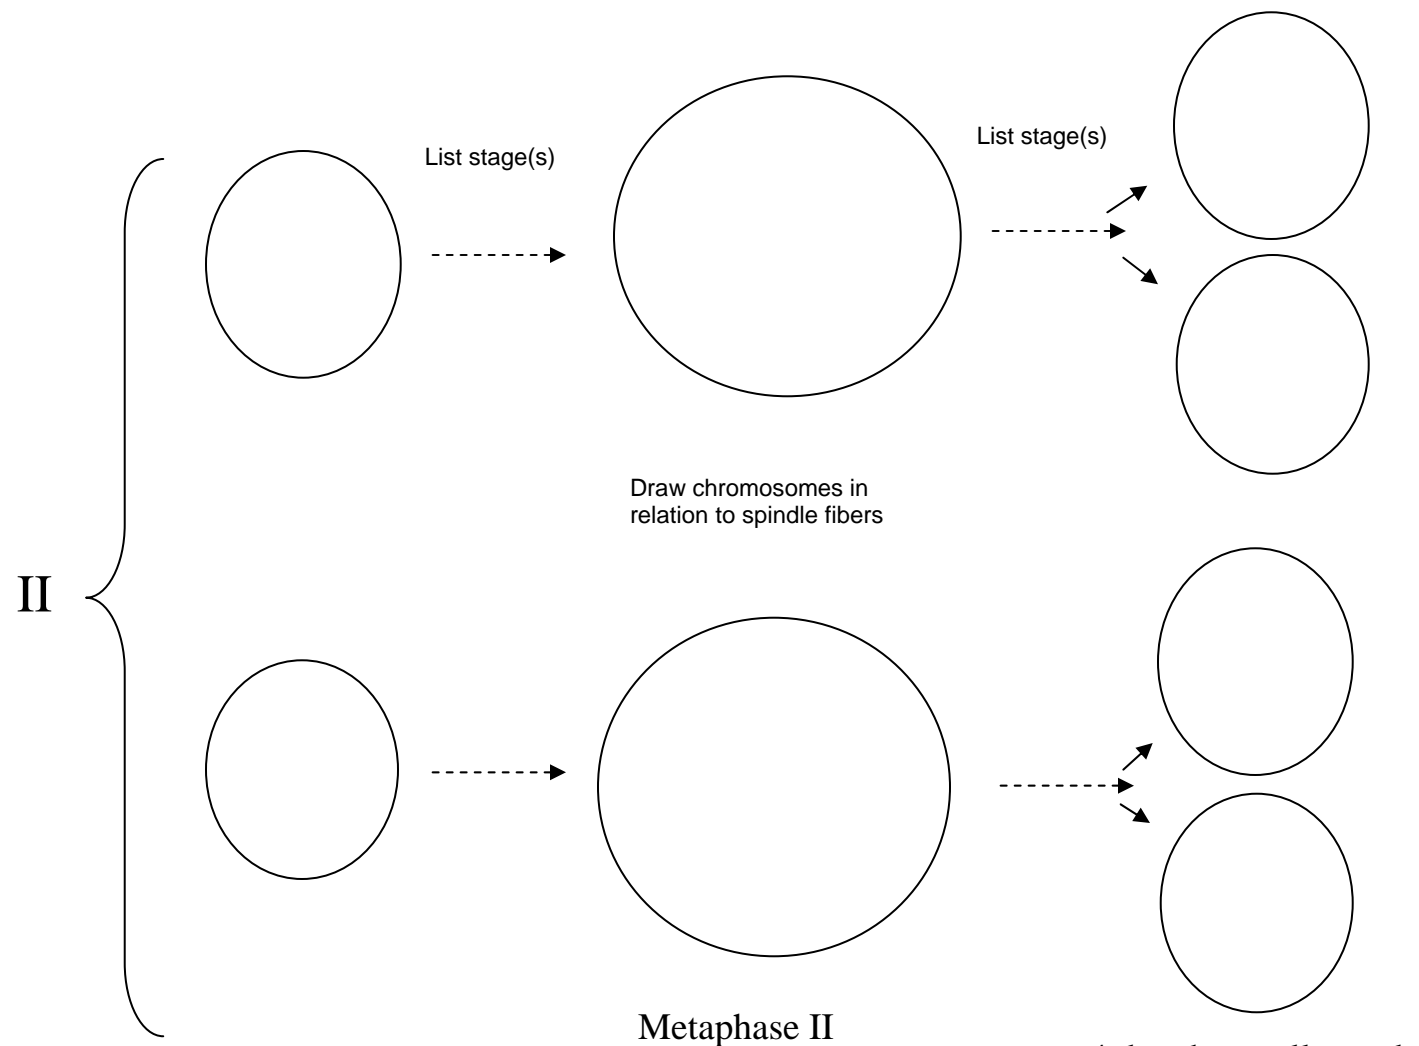 List stage(s)
List stage(s)
Draw chromosomes in
relation to spindle fibers
II
Metaphase II